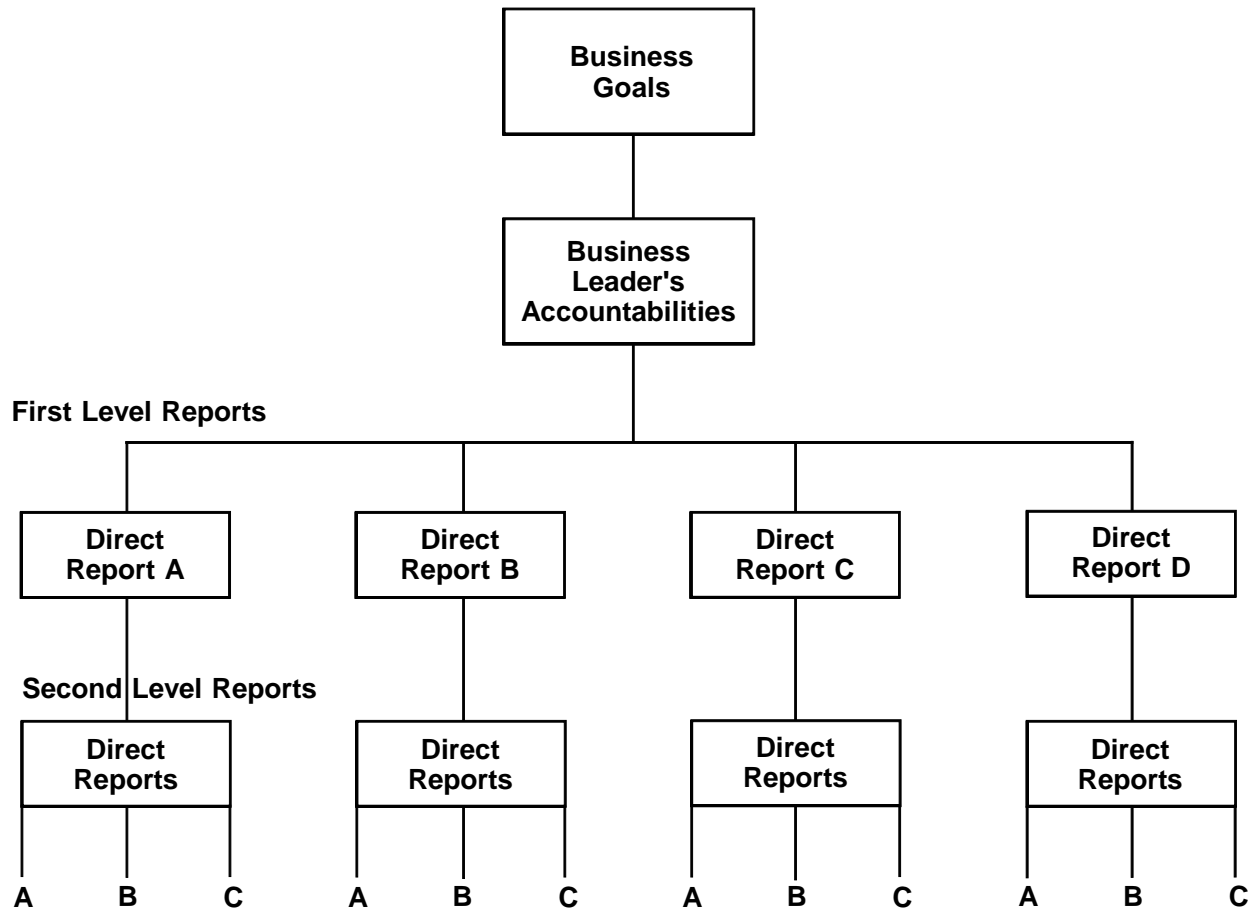 Business
Goals
Business
Leader's
Accountabilities
First Level Reports
Direct
Report A
Direct
Report B
Direct
Report C
Direct
Report D
Second Level Reports
Direct
Reports
Direct
Reports
Direct
Reports
Direct
Reports
A B C A B C A B C A B C